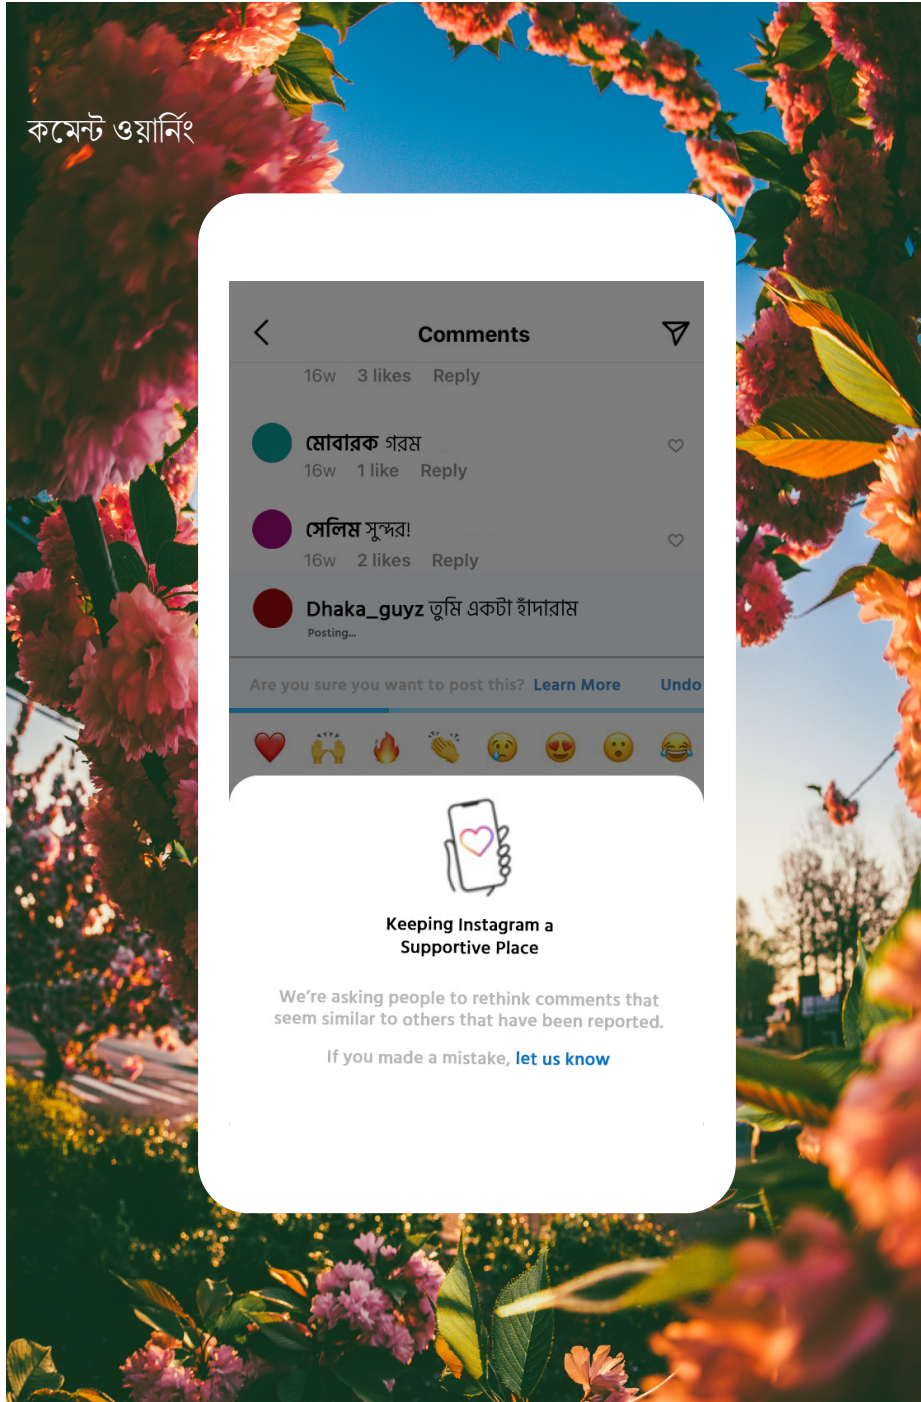 কমেন্ট ওয়ার্নিং
Comments
16w 3 likes Reply
মোবারক গরম
16w 1 like Reply
সেলিম সুন্দর!
16w 2 likes Reply
Dhaka_guyz তুমি একটা হাঁদারাম
Posting...
Are you sure you want to post this? Learn More Undo
Keeping Instagram a
Supportive Place
We’re asking people to rethink comments that
seem similar to others that have been reported.
If you made a mistake, let us know